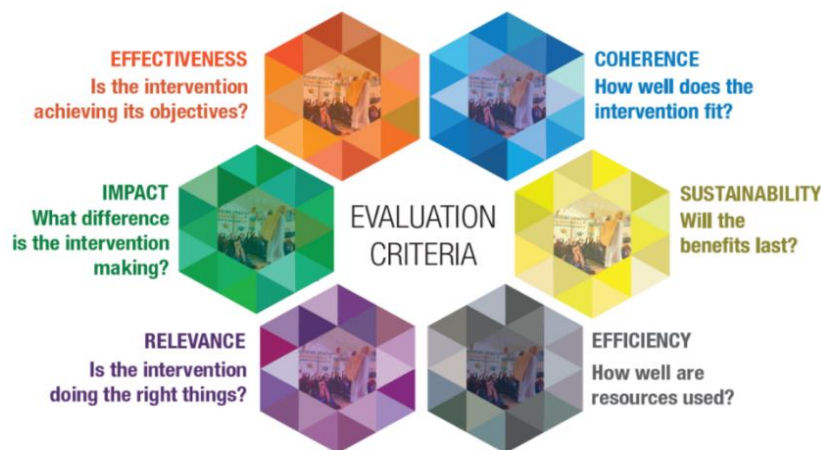 EFFECTIVENESS
Is the intervention
achieving its objectives?
COHERENCE
How well does the
intervention fit?
IMPACT
What difference
is the intervention
making?
EVALUATION
CRITERIA
SUSTAINABILITY
Will the
benefits last?
RELEVANCE
Is the intervention
doing the right things?
EFFICIENCY
How well are
resources used?